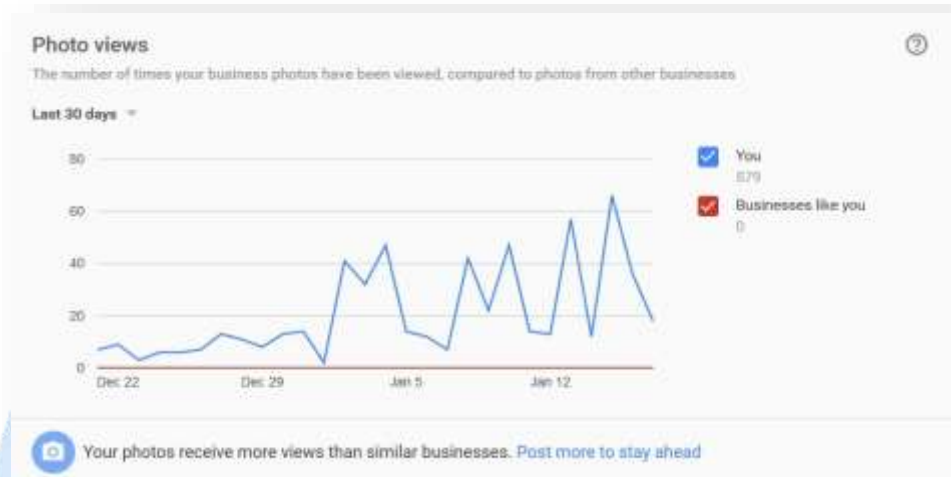 Photo views
The number of times your business photos have been viewed, compared to photos from other businesses
Last 30 days
80
60
40
20
0
Dec 22 Dec 29 Jan 5 Jan 12
You
579
Businesses like you
0
Your photos receive more views than similar businesses. Post more to stay ahead